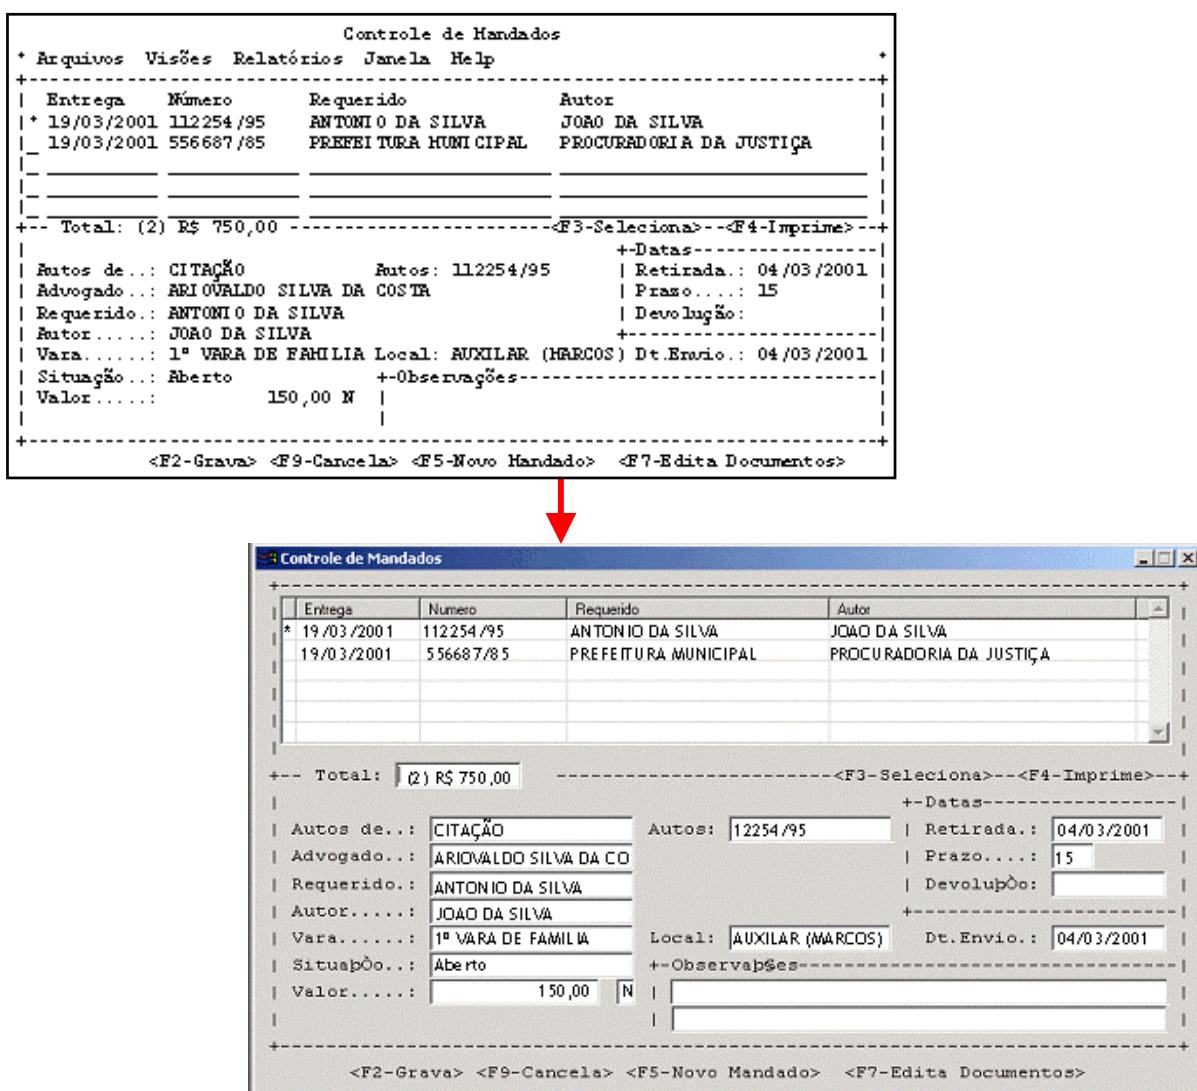 Controle de Mandados
* Arquivos Visões Relatórios Janela Help *
+------------------------------------------------------------------------------+
| Entrega Número Requerido Autor |
|* 19/03/2001 112254/95 ANTONIO DA SILVA JOAO DA SILVA |
|_ 19/03/2001 556687/85 PREFEITURA MUNICIPAL PROCURADORIA DA JUSTIÇA |
+-- Total: (2) R$ 750,00 ------------------------<F3-Seleciona>--<F4-Imprime>--+
| +-Datas-----------------|
| Autos de..: CITAÇÃO Autos: 112254/95 | Retirada.: 04/03/2001 |
| Advogado..: ARIOVALDO SILVA DA COSTA | Prazo....: 15 |
| Requerido.: ANTONIO DA SILVA | Devolução: |
| Autor.....: JOAO DA SILVA +-----------------------|
| Vara......: 1ª VARA DE FAMILIA Local: AUXILAR (MARCOS) Dt.Envio.: 04/03/2001 |
| Situação..: Aberto +-Observações---------------------------------|
| Valor.....: 150,00 N | |
| | |
+------------------------------------------------------------------------------+
<F2-Grava> <F9-Cancela> <F5-Novo Mandado> <F7-Edita Documentos>
Controle de Mandados
+------------------------------------------------------------------------------+
Entrega Numero Requerido Autor
* 19/03/2001 112254/95 ANTONIO DA SILVA JOAO DA SILVA
19/03/2001 556687/85 PREFEITURA MUNICIPAL PROCURADORIA DA JUSTIÇA
+-- Total: (2) R$ 750,00 -------------------------<F3-Seleciona>--<F4-Imprime>--+
| +-Datas-----------------|
| Autos de..: CITAÇÃO Autos: 12254/95 | Retirada.: 04/03/2001 |
| Advogado..: ARIOVALDO SILVA DA CO | Prazo....: 15 |
| Requerido.: ANTONIO DA SILVA | DevoluþÒo: |
| Autor.....: JOAO DA SILVA +-----------------------|
| Vara......: 1ª VARA DE FAMILIA Local: AUXILAR (MARCOS) Dt.Envio.: 04/03/2001 |
| SituaþÒo..: Aberto +-Observaþ§es----------------------------------|
| Valor.....: 150,00 N | |
| | |
+------------------------------------------------------------------------------+
<F2-Grava> <F9-Cancela> <F5-Novo Mandado> <F7-Edita Documentos>